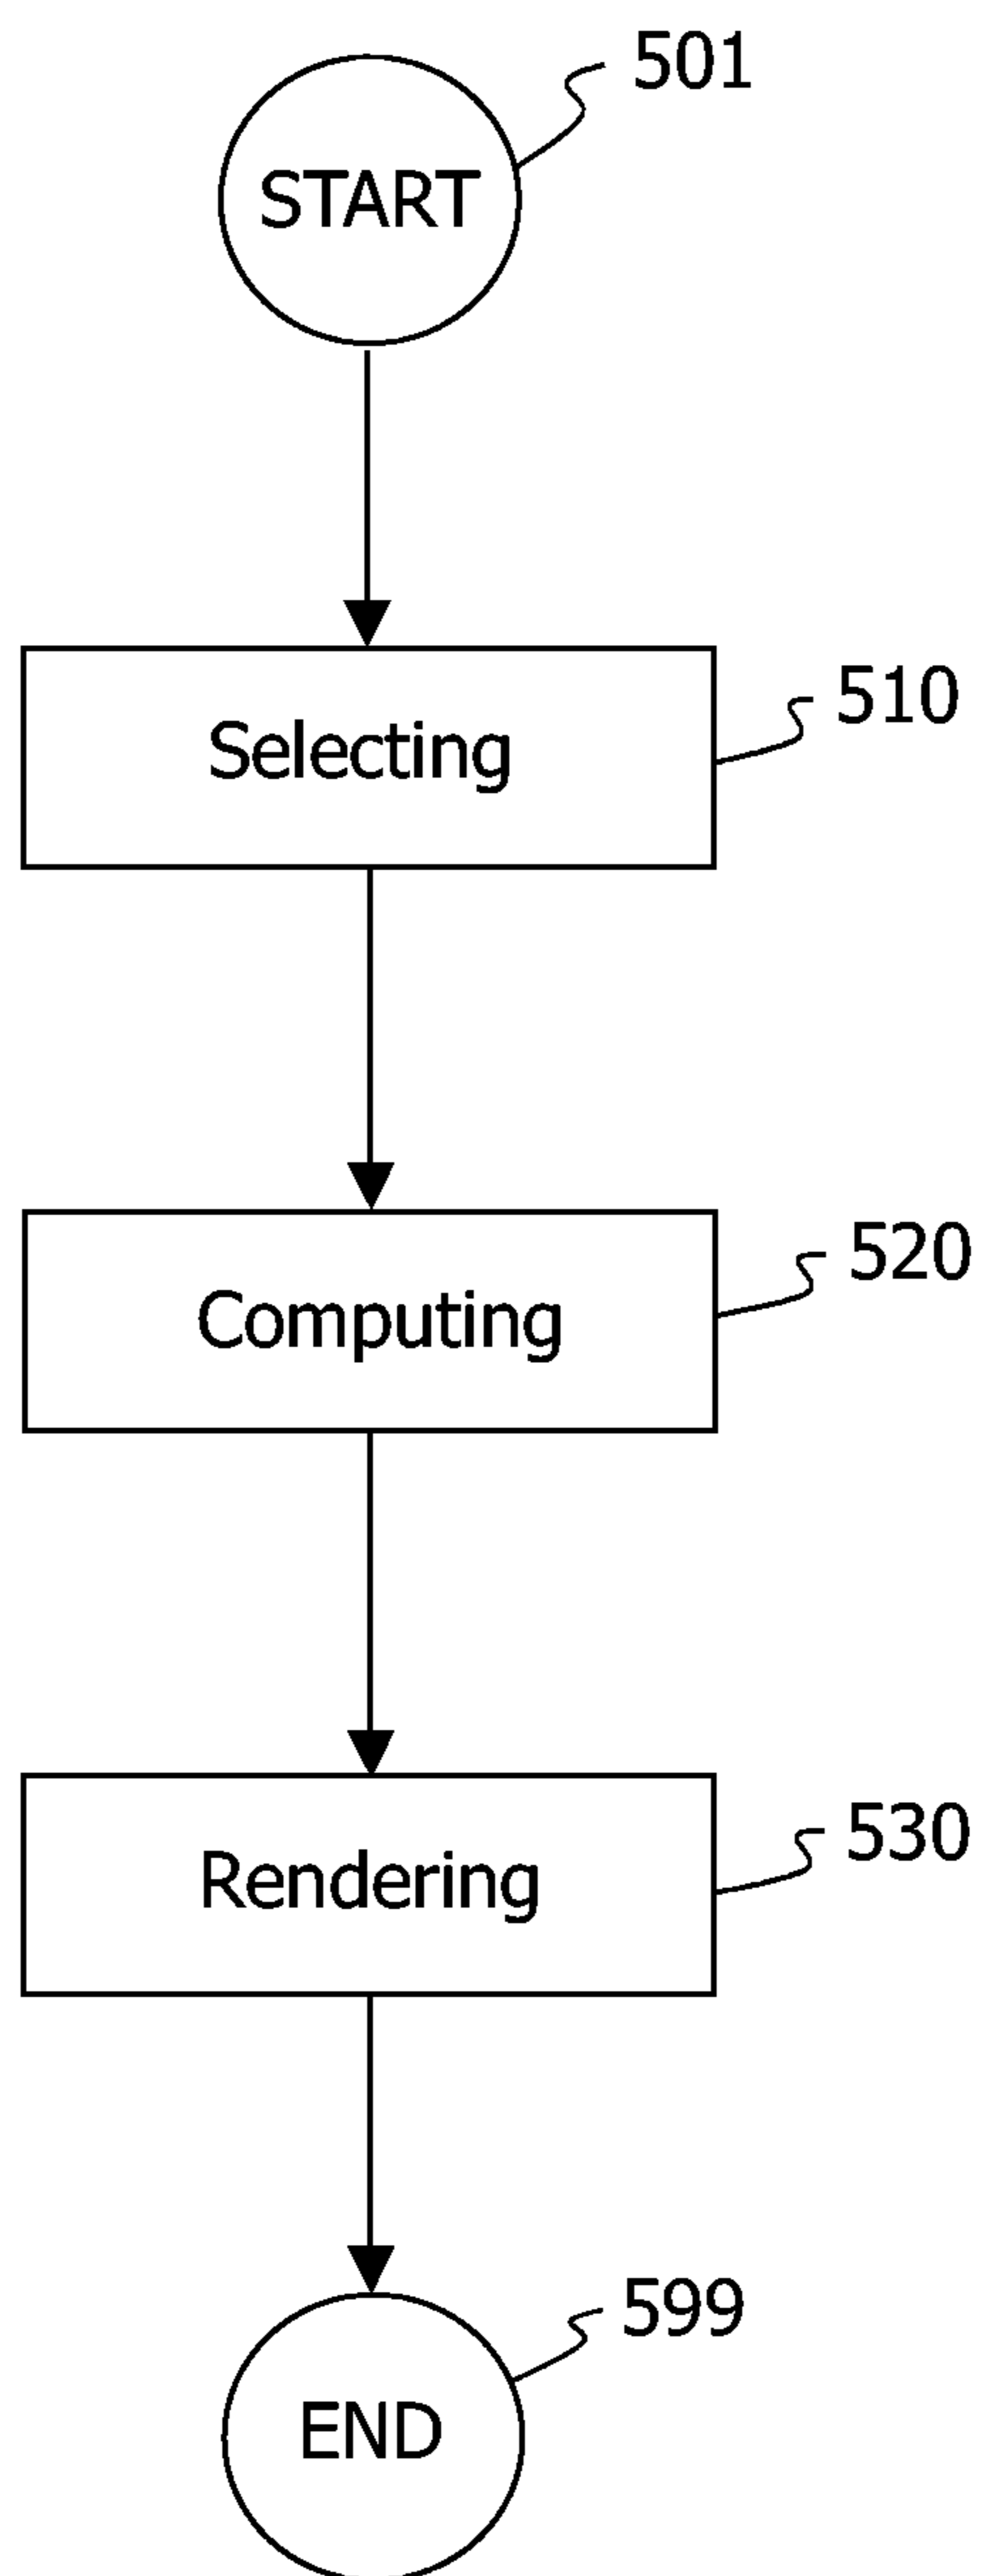 501
START
510
Selecting
520
Computing
530
Rendering
599
END